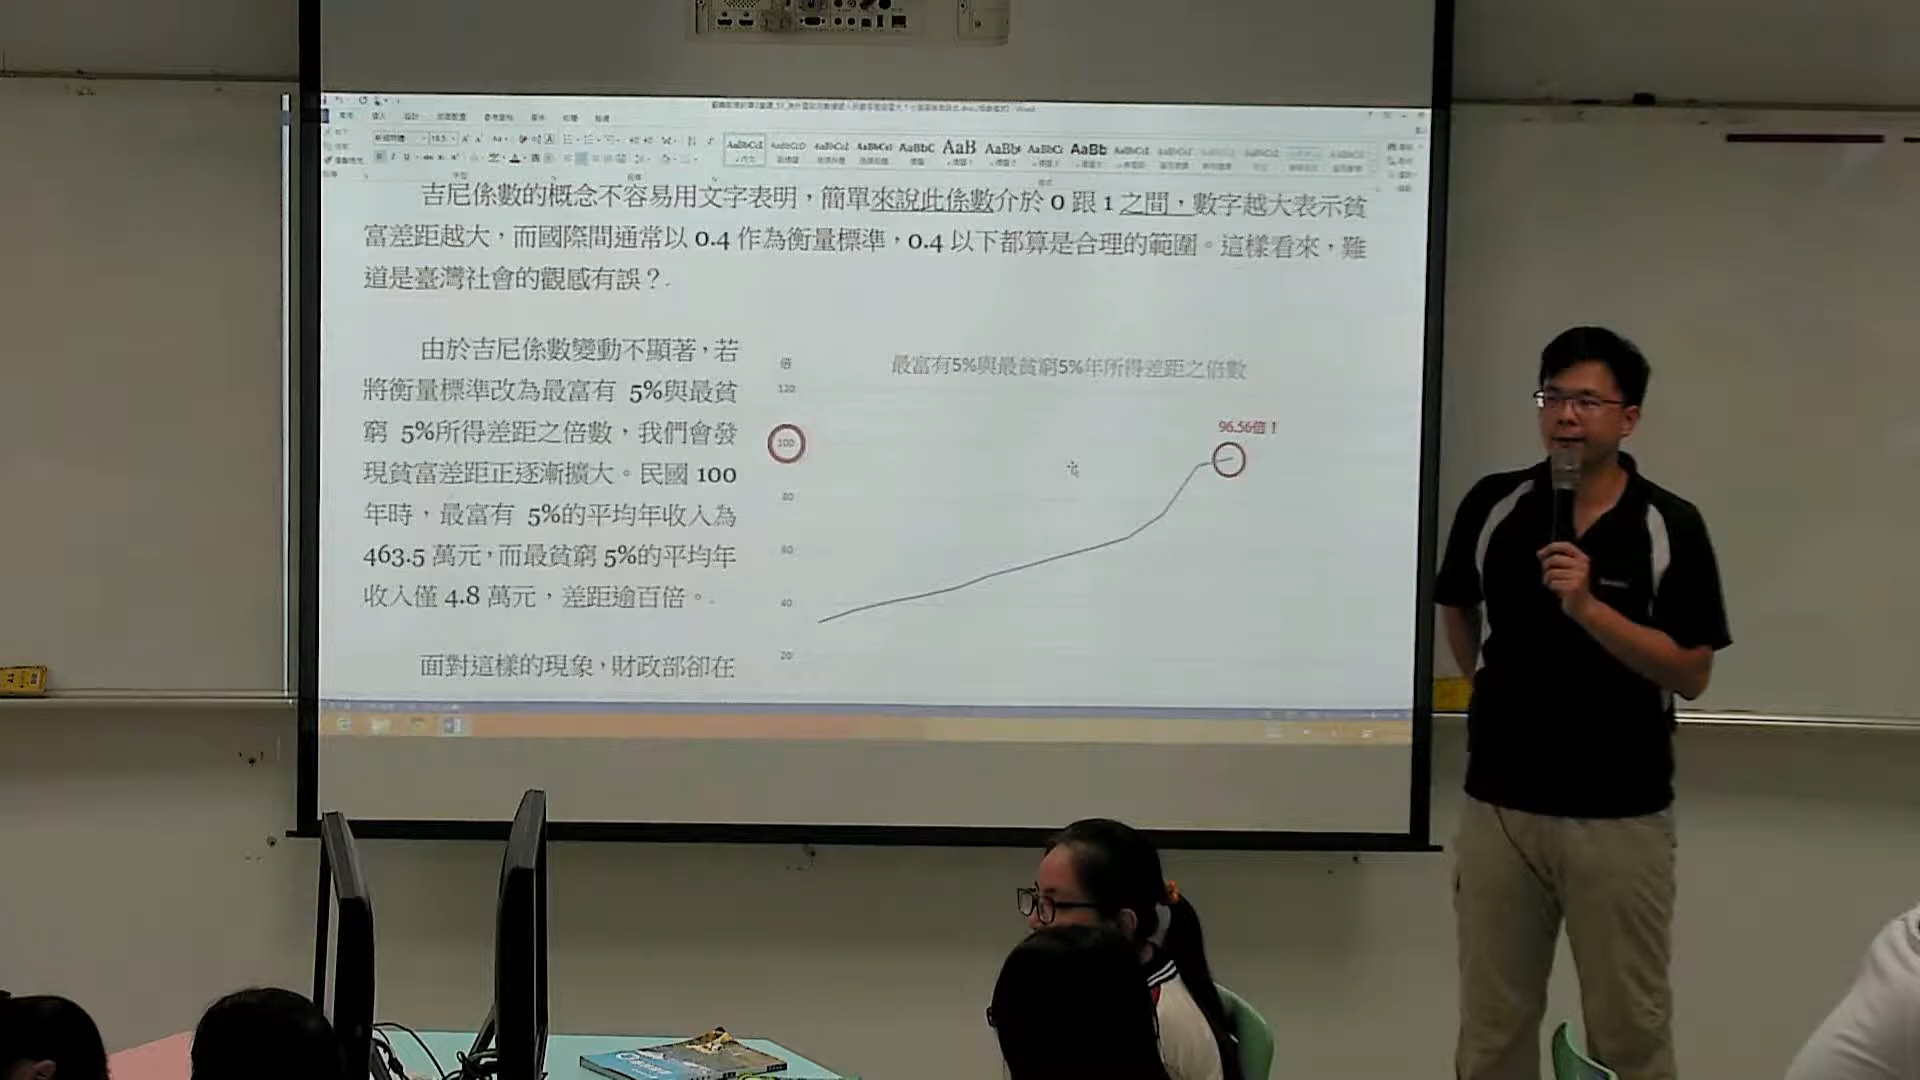 吉尼係數的概念不容易用文字表明，簡單來說此係數介於 0 跟 1 之間，數字越大表示貧
富差距越大，而國際間通常以 0.4 作為衡量標準，0.4 以下都算是合理的範圍。這樣看來，難
道是臺灣社會的觀感有誤？
由於吉尼係數變動不顯著，若
將衡量標準改為最富有 5%與最貧
窮 5%所得差距之倍數，我們會發
現貧富差距正逐漸擴大。民國 100
年時，最富有 5%的平均年收入為
463.5 萬元，而最貧窮 5%的平均年
收入僅 4.8 萬元，差距逾百倍。
面對這樣的現象，財政部卻在
最富有5%與最貧窮5%年所得差距之倍數
倍
120
100
80
60
40
20
96.56倍！